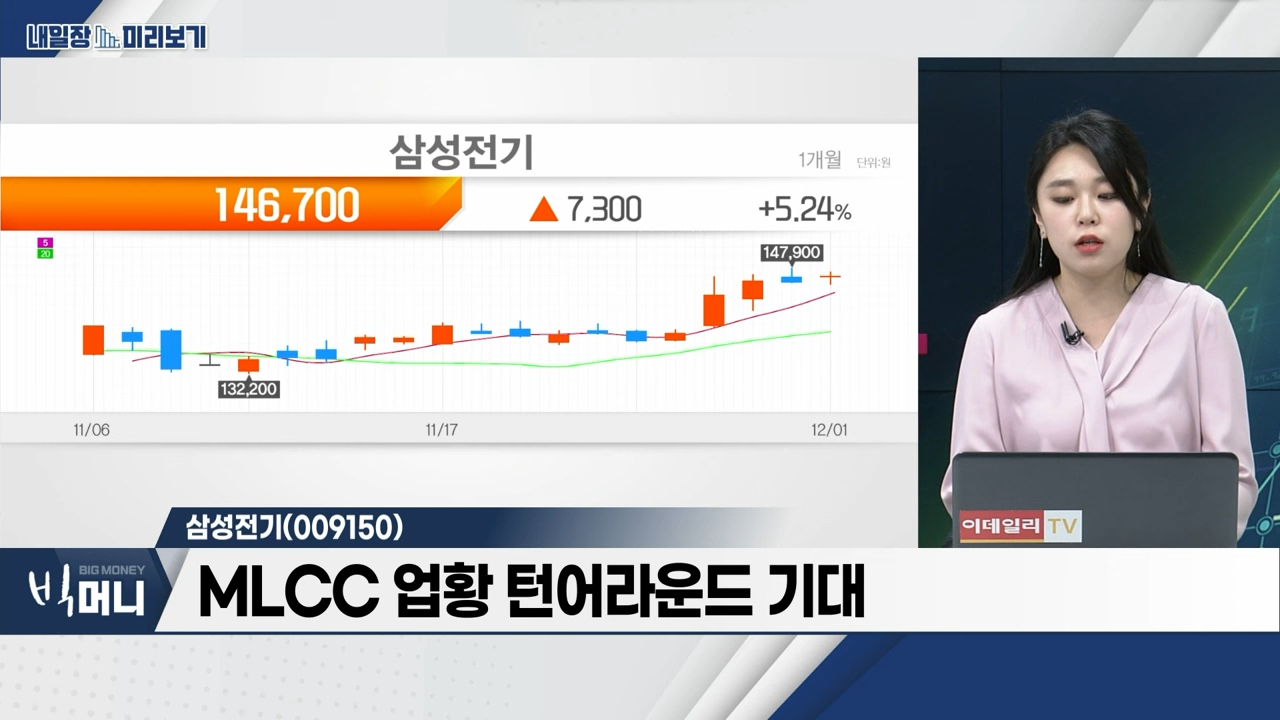 내일장 미리보기
삼성전기
1개월 단위:원
146,700 ▲ 7,300 +5.24%
5
20
147,900
132,200
11/06 11/17 12/01
이데일리 TV
삼성전기(009150)
BIG MONEY
빅머니
MLCC 업황 턴어라운드 기대